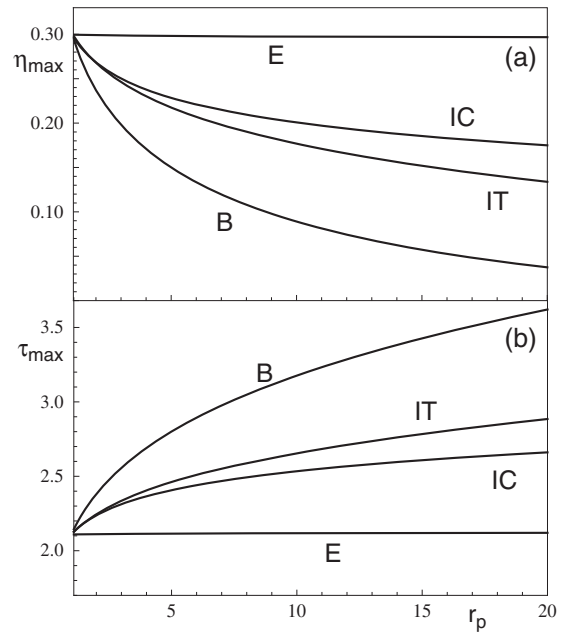 0.30
η_max
(a)
E
0.20
IC
IT
0.10
B
3.5
(b)
τ_max
B
3.0
IT
2.5
IC
2.0
E
5 10 15 20
r_p